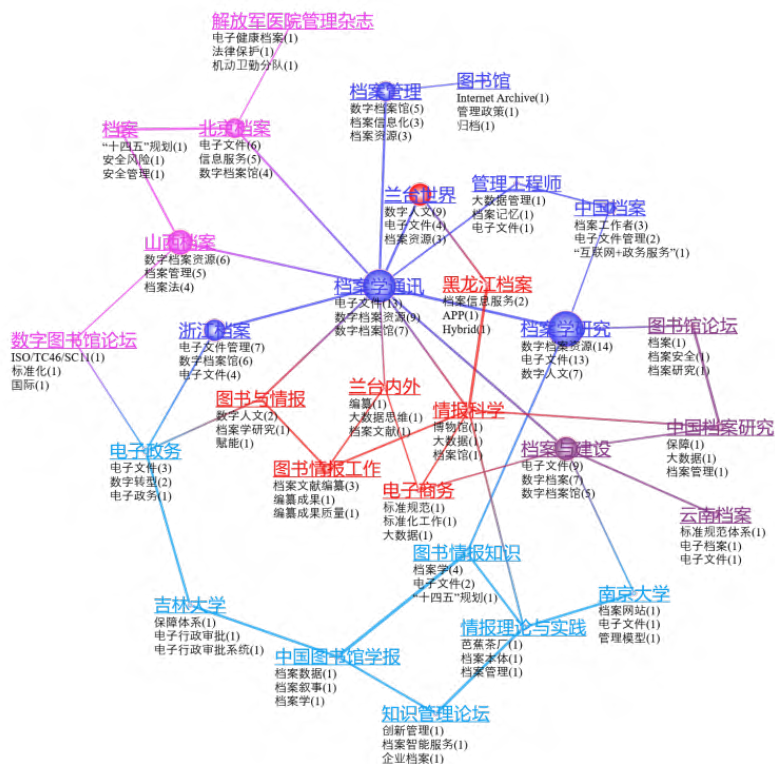 解放军医院管理杂志
电子健康档案(1)
法律保护(1)
机动卫勤分队(1)
档案管理
数字档案馆(5)
档案信息化(3)
档案资源(3)
图书馆
Internet Archive(1)
管理政策(1)
归档(1)
档案
“十四五”规划(1)
安全风险(1)
安全管理(1)
北京档案
电子文件(6)
信息服务(5)
数字档案馆(4)
兰台世界
数字人文(9)
电子文件(4)
档案资源(3)
管理工程师
大数据管理(1)
档案记忆(1)
电子文件(1)
中国档案
档案工作者(3)
电子文件管理(2)
“互联网+政务服务”(1)
山西档案
数字档案资源(6)
档案管理(5)
档案法(4)
档案学通讯
电子文件(13)
数字档案资源(9)
数字档案馆(7)
黑龙江档案
档案信息服务(2)
APP(1)
Hybrid(1)
数字图书馆论坛
ISO/TC46/SC11(1)
标准化(1)
国际(1)
浙江档案
电子文件管理(7)
数字档案馆(6)
电子文件(4)
档案学研究
数字档案资源(14)
电子文件(13)
数字人文(7)
图书馆论坛
档案(1)
档案安全(1)
档案研究(1)
图书与情报
数字人文(2)
档案学研究(1)
赋能(1)
兰台内外
编纂(1)
大数据思维(1)
档案文献(1)
情报科学
博物馆(1)
大数据(1)
档案馆(1)
中国档案研究
保障(1)
大数据(1)
档案管理(1)
电子政务
电子文件(3)
数字转型(2)
电子政务(1)
图书情报工作
档案文献编纂(3)
编纂成果(1)
编纂成果质量(1)
档案与建设
电子文件(9)
数字档案(7)
数字档案馆(5)
电子商务
标准规范(1)
标准化工作(1)
大数据(1)
云南档案
标准规范体系(1)
电子档案(1)
电子文件(1)
图书情报知识
档案学(4)
电子文件(2)
“十四五”规划(1)
吉林大学
保障体系(1)
电子行政审批(1)
电子行政审批系统(1)
南京大学
档案网站(1)
电子文件(1)
管理模型(1)
情报理论与实践
芭蕉茶厂(1)
档案本体(1)
档案管理(1)
中国图书馆学报
档案数据(1)
档案叙事(1)
档案学(1)
知识管理论坛
创新管理(1)
档案智能服务(1)
企业档案(1)